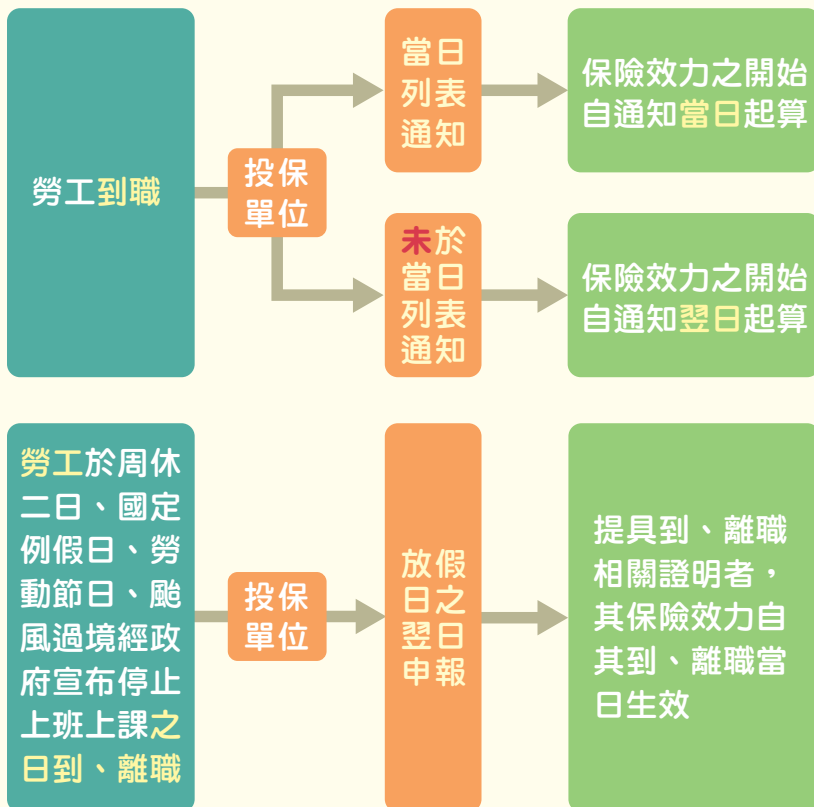 勞工到職
投保
單位
當日
列表
通知
保險效力之開始
自通知當日起算
未於
當日
列表
通知
保險效力之開始
自通知翌日起算
勞工於周休
二日、國定
例假日、勞
動節日、颱
風過境經政
府宣布停止
上班上課之
日到、離職
投保
單位
放假
日之
翌日
申報
提具到、離職
相關證明者，
其保險效力自
其到、離職當
日生效